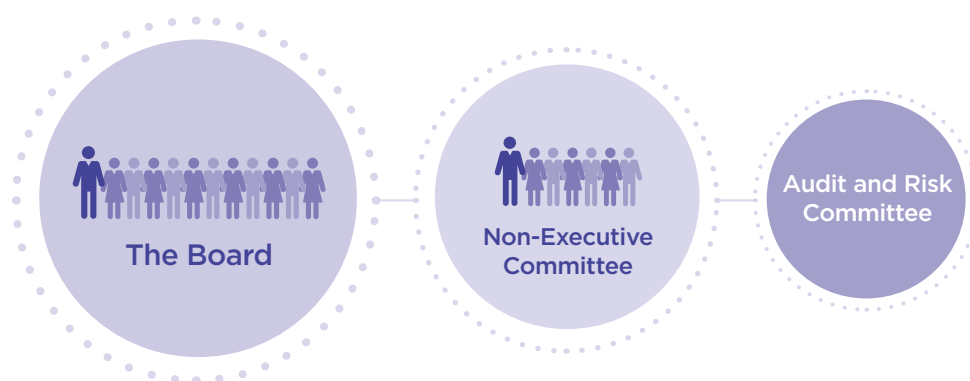 The Board
Non-Executive
Committee
Audit and Risk
Committee